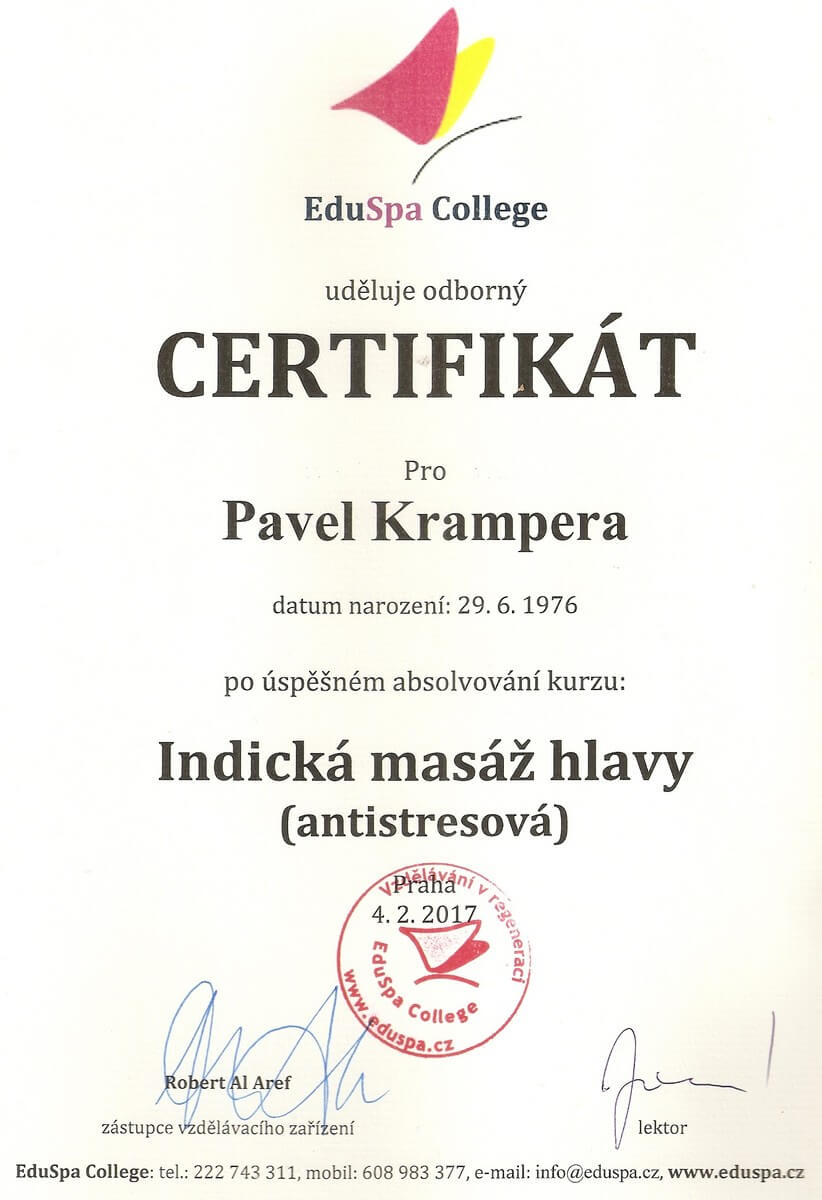 EduSpa College
uděluje odborný
CERTIFIKÁT
Pro
Pavel Krampera
datum narození: 29. 6. 1976
po úspěšném absolvování kurzu:
Indická masáž hlavy
(antistresová)
Praha
4. 2. 2017
Vzdělávání v regeneraci
EduSpa College
www.eduspa.cz
Robert Al Aref
zástupce vzdělávacího zařízení
lektor
EduSpa College: tel.: 222 743 311, mobil: 608 983 377, e-mail: info@eduspa.cz, www.eduspa.cz